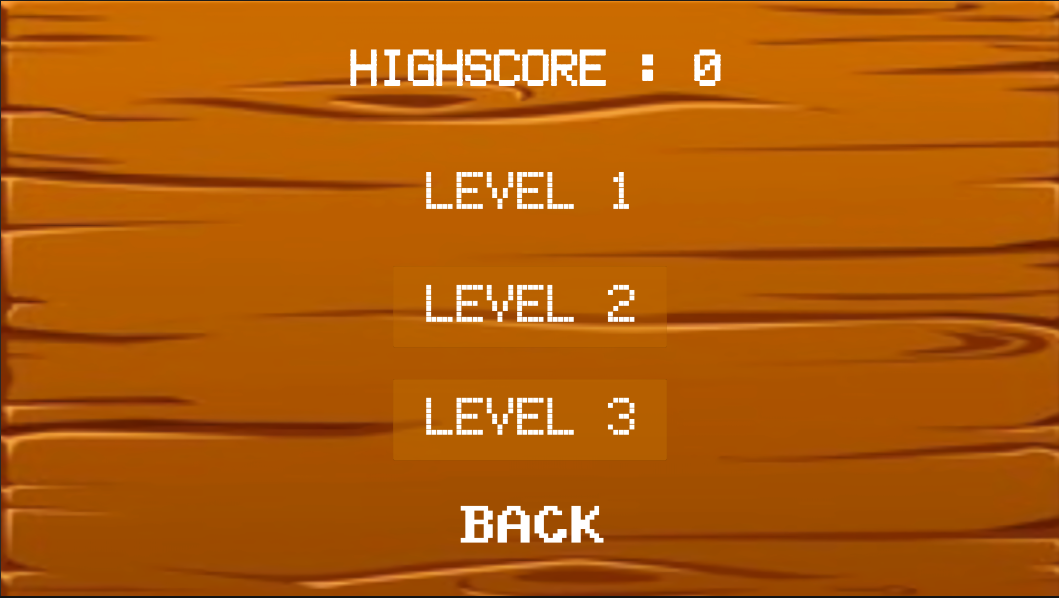 HIGHSCORE : 0
LEVEL 1
LEVEL 2
LEVEL 3
BACK